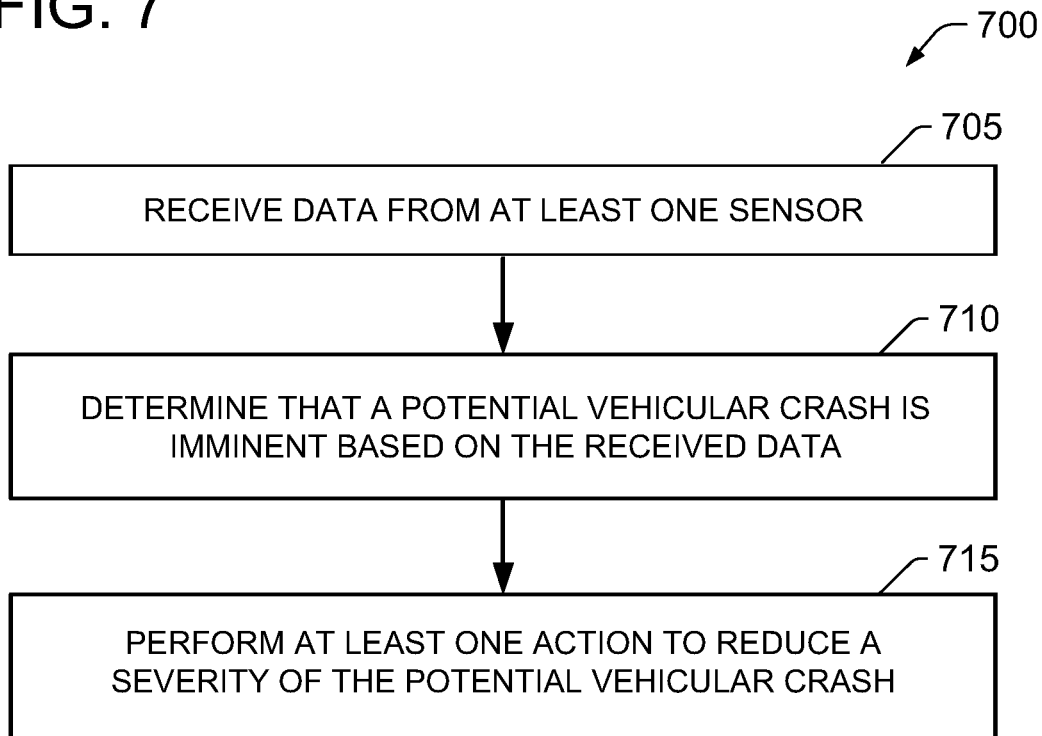 FIG. 7
700
705
RECEIVE DATA FROM AT LEAST ONE SENSOR
710
DETERMINE THAT A POTENTIAL VEHICULAR CRASH IS
IMMINENT BASED ON THE RECEIVED DATA
715
PERFORM AT LEAST ONE ACTION TO REDUCE A
SEVERITY OF THE POTENTIAL VEHICULAR CRASH